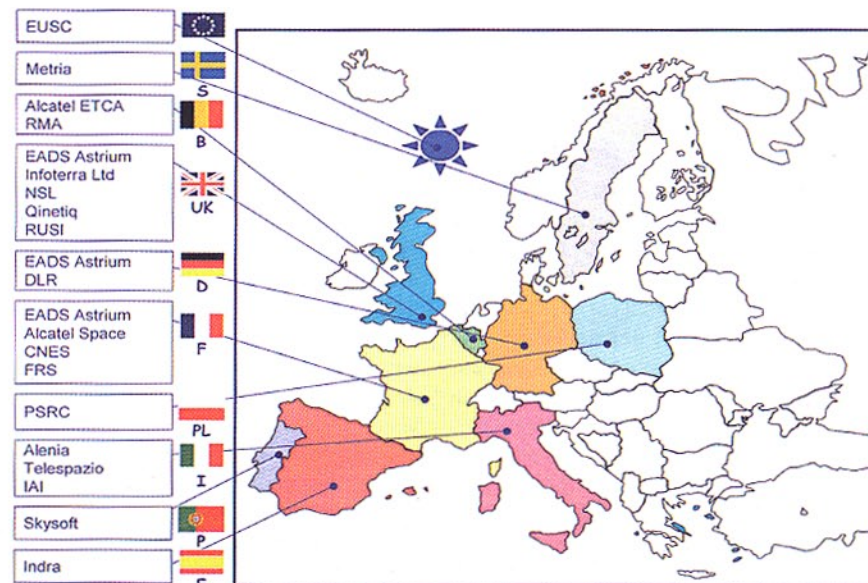 EUSC
Metria
S
Alcatel ETCA
RMA
B
EADS Astrium
Infoterra Ltd
NSL
Qinetiq
RUSI
UK
EADS Astrium
DLR
D
EADS Astrium
Alcatel Space
CNES
FRS
F
PSRC
PL
Alenia
Telespazio
IAI
I
Skysoft
P
Indra